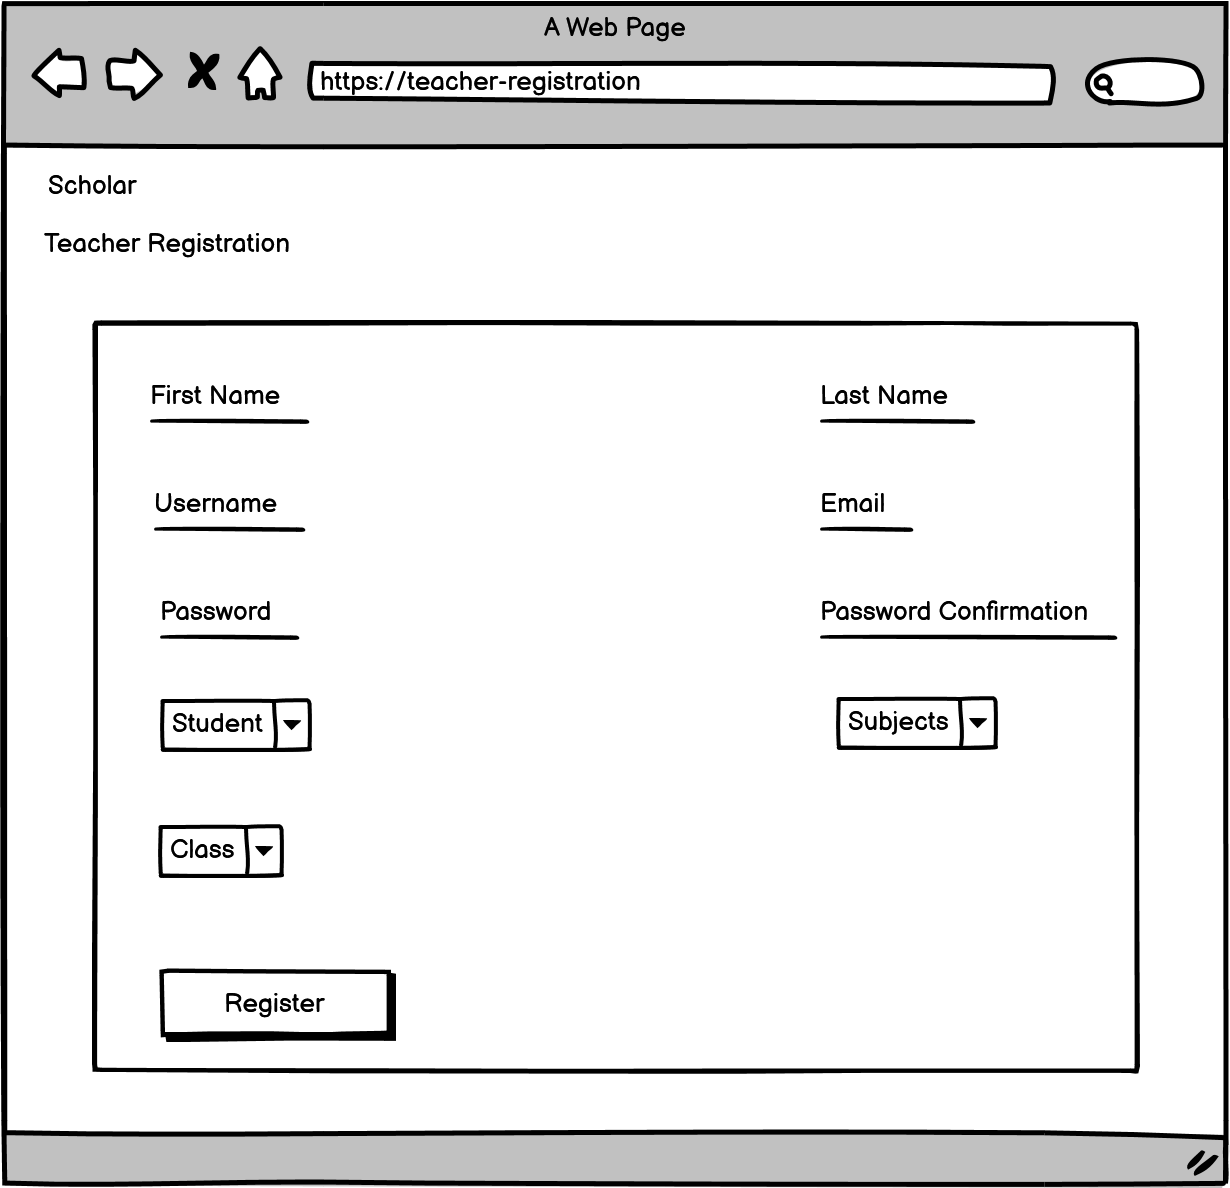 A Web Page
https://teacher-registration
Scholar
Teacher Registration
First Name
Last Name
Username
Email
Password
Password Confirmation
Student
Subjects
Class
Register